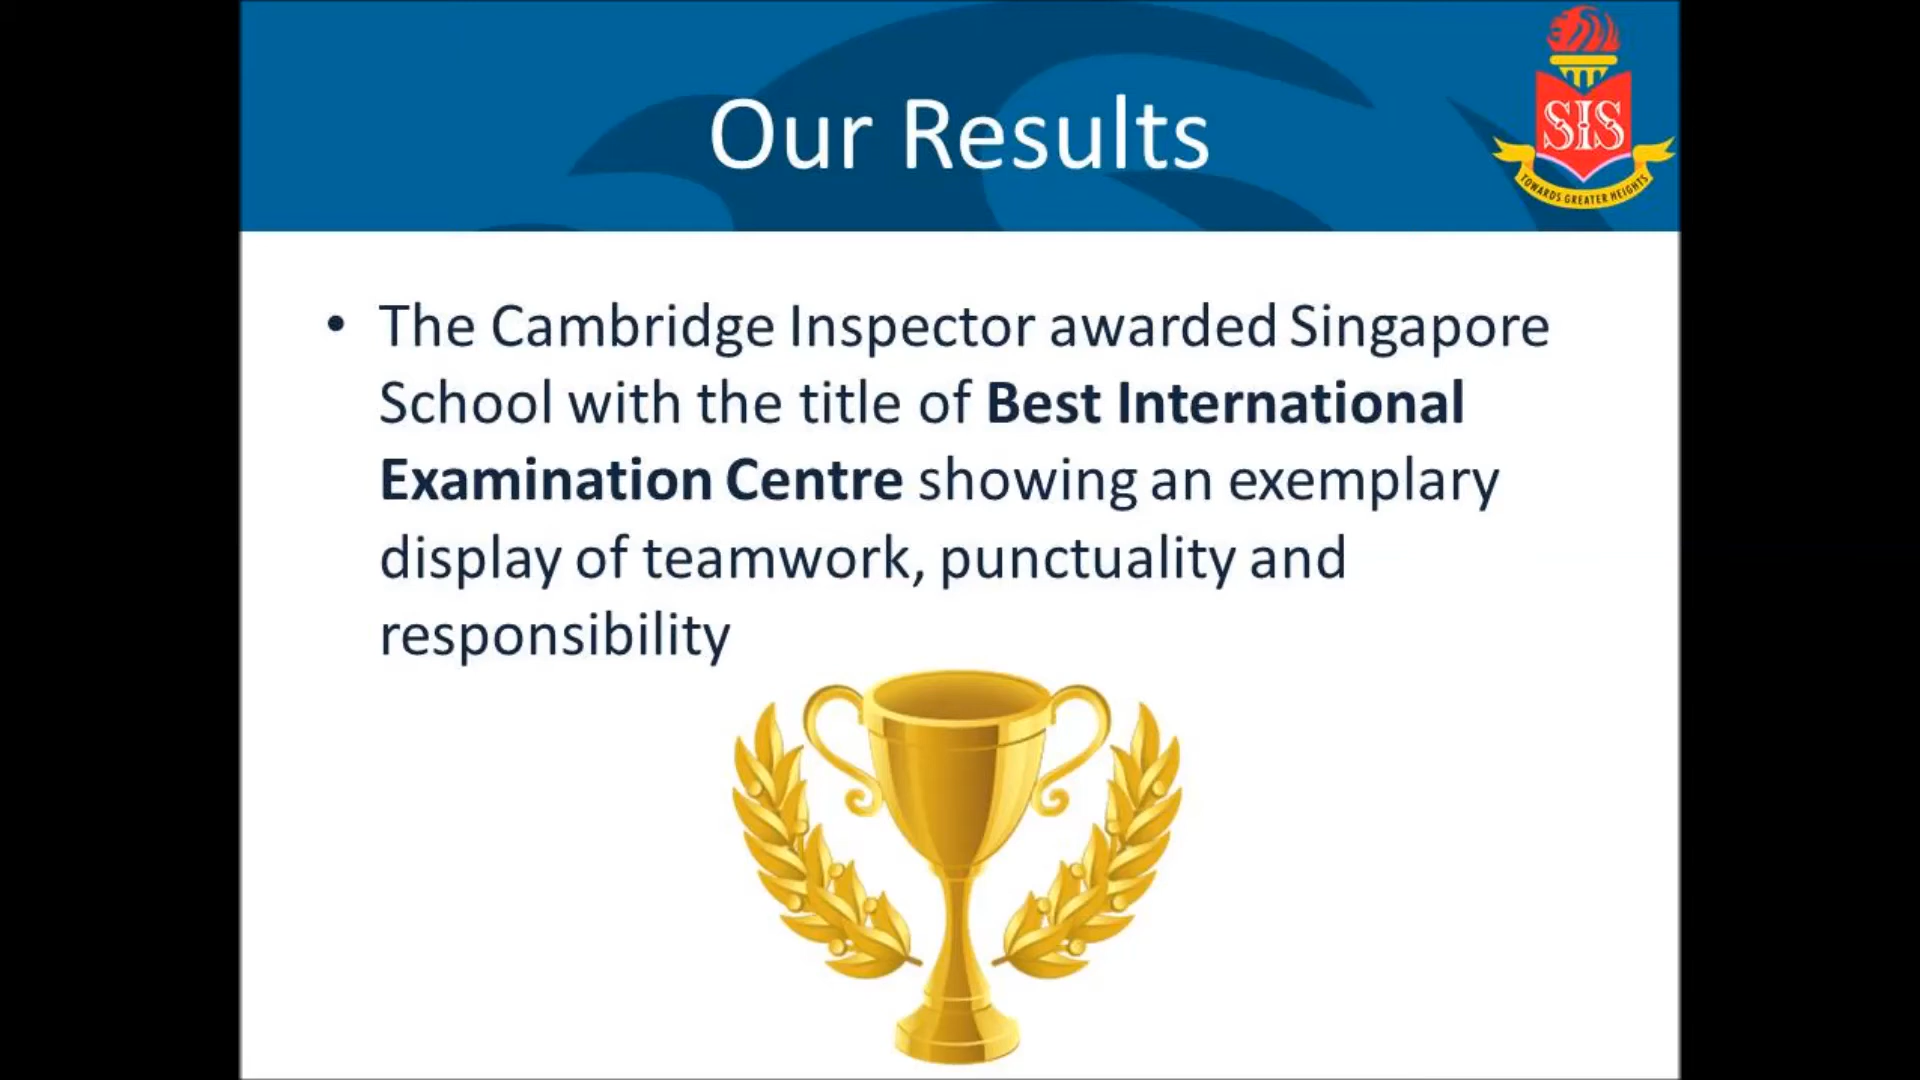 Our Results
SIS
TOWARDS GREATER HEIGHTS
• The Cambridge Inspector awarded Singapore
School with the title of Best International
Examination Centre showing an exemplary
display of teamwork, punctuality and
responsibility